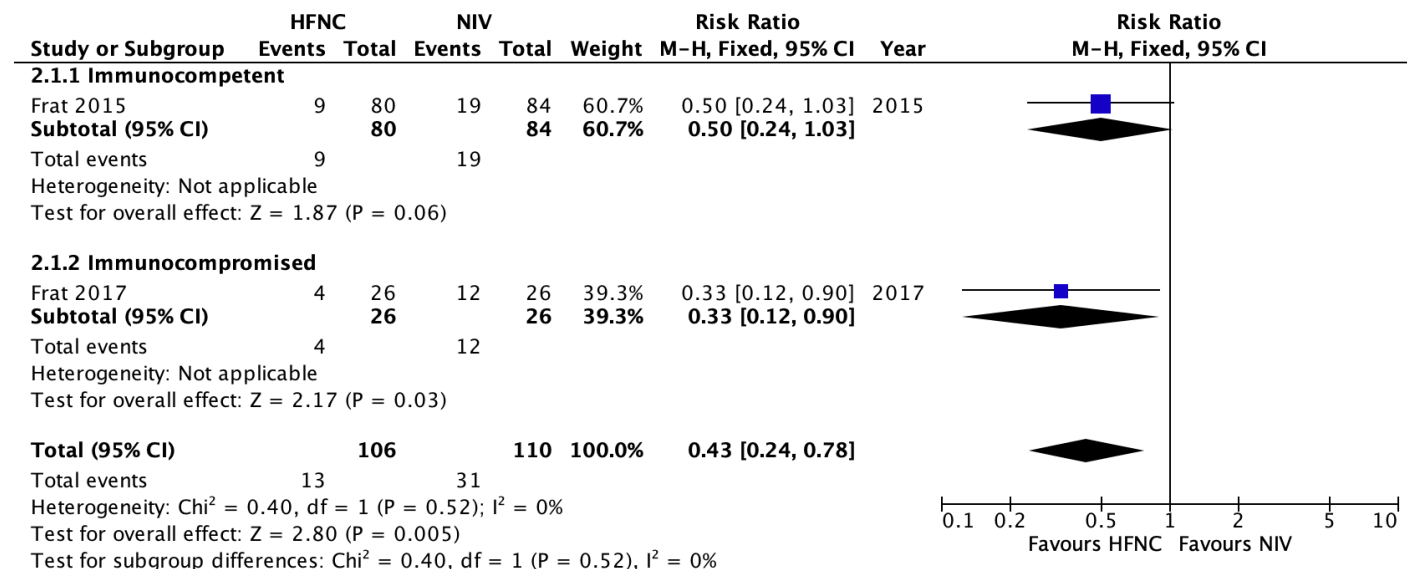 HFNC NIV Risk Ratio Risk Ratio
Study or Subgroup Events Total Events Total Weight M-H, Fixed, 95% CI Year M-H, Fixed, 95% CI
2.1.1 Immunocompetent
Frat 2015 9 80 19 84 60.7% 0.50 [0.24, 1.03] 2015
Subtotal (95% CI) 80 84 60.7% 0.50 [0.24, 1.03]
Total events 9 19
Heterogeneity: Not applicable
Test for overall effect: Z = 1.87 (P = 0.06)
2.1.2 Immunocompromised
Frat 2017 4 26 12 26 39.3% 0.33 [0.12, 0.90] 2017
Subtotal (95% CI) 26 26 39.3% 0.33 [0.12, 0.90]
Total events 4 12
Heterogeneity: Not applicable
Test for overall effect: Z = 2.17 (P = 0.03)
Total (95% CI) 106 110 100.0% 0.43 [0.24, 0.78]
Total events 13 31
Heterogeneity: Chi² = 0.40, df = 1 (P = 0.52); I² = 0%
Test for overall effect: Z = 2.80 (P = 0.005)
Test for subgroup differences: Chi² = 0.40, df = 1 (P = 0.52), I² = 0%
0.1 0.2 0.5 1 2 5 10
Favours HFNC Favours NIV